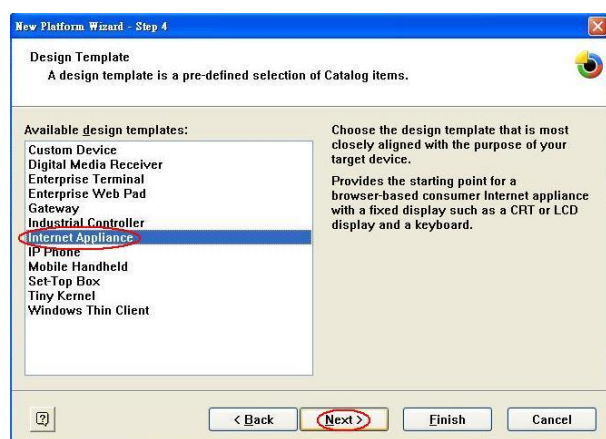 New Platform Wizard - Step 4
Design Template
A design template is a pre-defined selection of Catalog items.
Available design templates:
Custom Device
Digital Media Receiver
Enterprise Terminal
Enterprise Web Pad
Gateway
Industrial Controller
Internet Appliance
IP Phone
Mobile Handheld
Set-Top Box
Tiny Kernel
Windows Thin Client
Choose the design template that is most
closely aligned with the purpose of your
target device.
Provides the starting point for a
browser-based consumer Internet appliance
with a fixed display such as a CRT or LCD
display and a keyboard.
< Back
Next >
Finish
Cancel